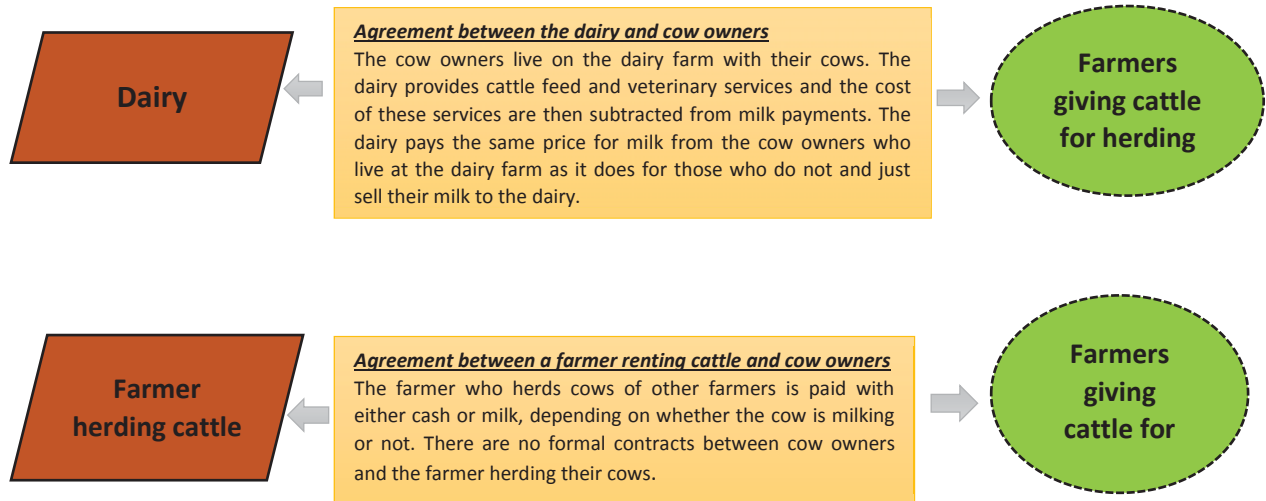 Dairy
Agreement between the dairy and cow owners
The cow owners live on the dairy farm with their cows. The
dairy provides cattle feed and veterinary services and the cost
of these services are then subtracted from milk payments. The
dairy pays the same price for milk from the cow owners who
live at the dairy farm as it does for those who do not and just
sell their milk to the dairy.
Farmers
giving cattle
for herding
Farmer
herding cattle
Agreement between a farmer renting cattle and cow owners
The farmer who herds cows of other farmers is paid with
either cash or milk, depending on whether the cow is milking
or not. There are no formal contracts between cow owners
and the farmer herding their cows.
Farmers
giving
cattle for